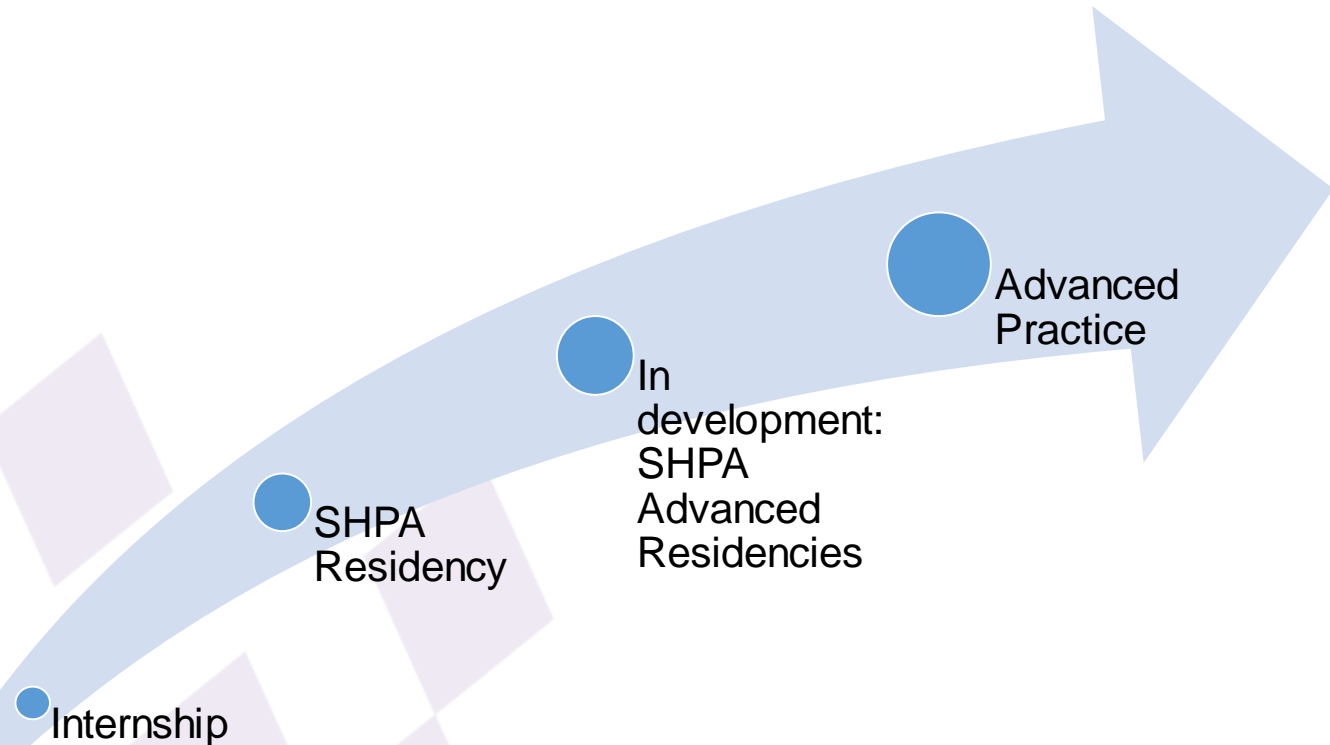 Advanced
Practice
In
development:
SHPA
Advanced
Residencies
SHPA
Residency
Internship